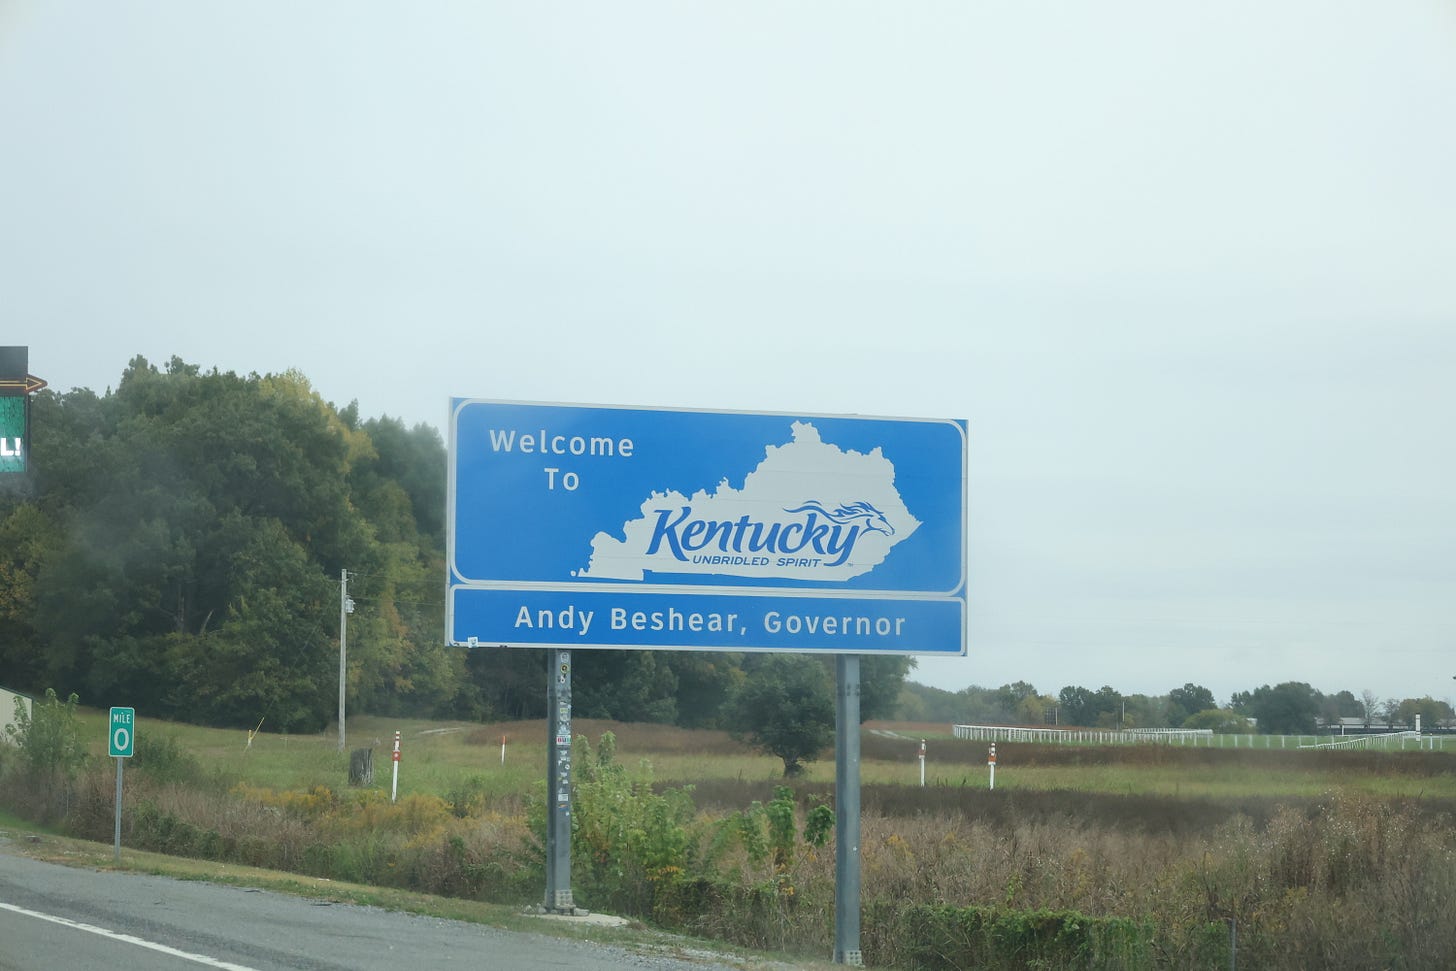 Welcome
To
Kentucky
UNBRIDLED SPIRIT
Andy Beshear, Governor
MILE
0
L!